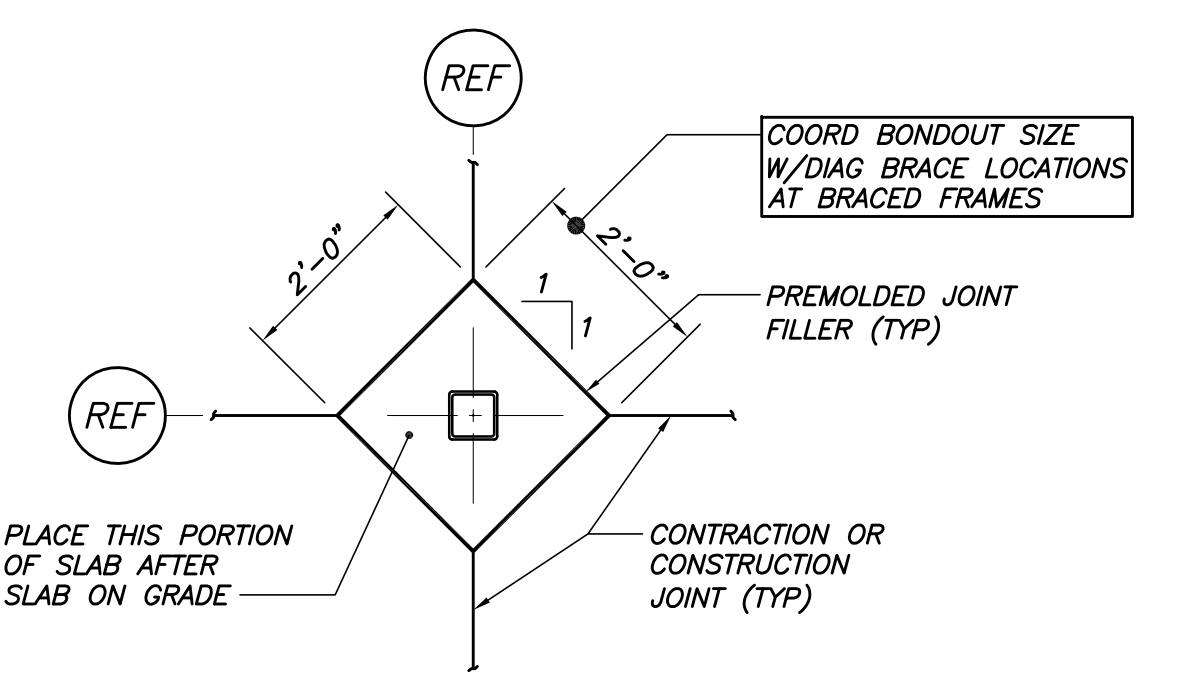 REF
COORD BONDOUT SIZE
W/DIAG BRACE LOCATIONS
AT BRACED FRAMES
2'-0"
2'-0"
1
1
PREMOLDED JOINT
FILLER (TYP)
REF
PLACE THIS PORTION
OF SLAB AFTER
SLAB ON GRADE
CONTRACTION OR
CONSTRUCTION
JOINT (TYP)